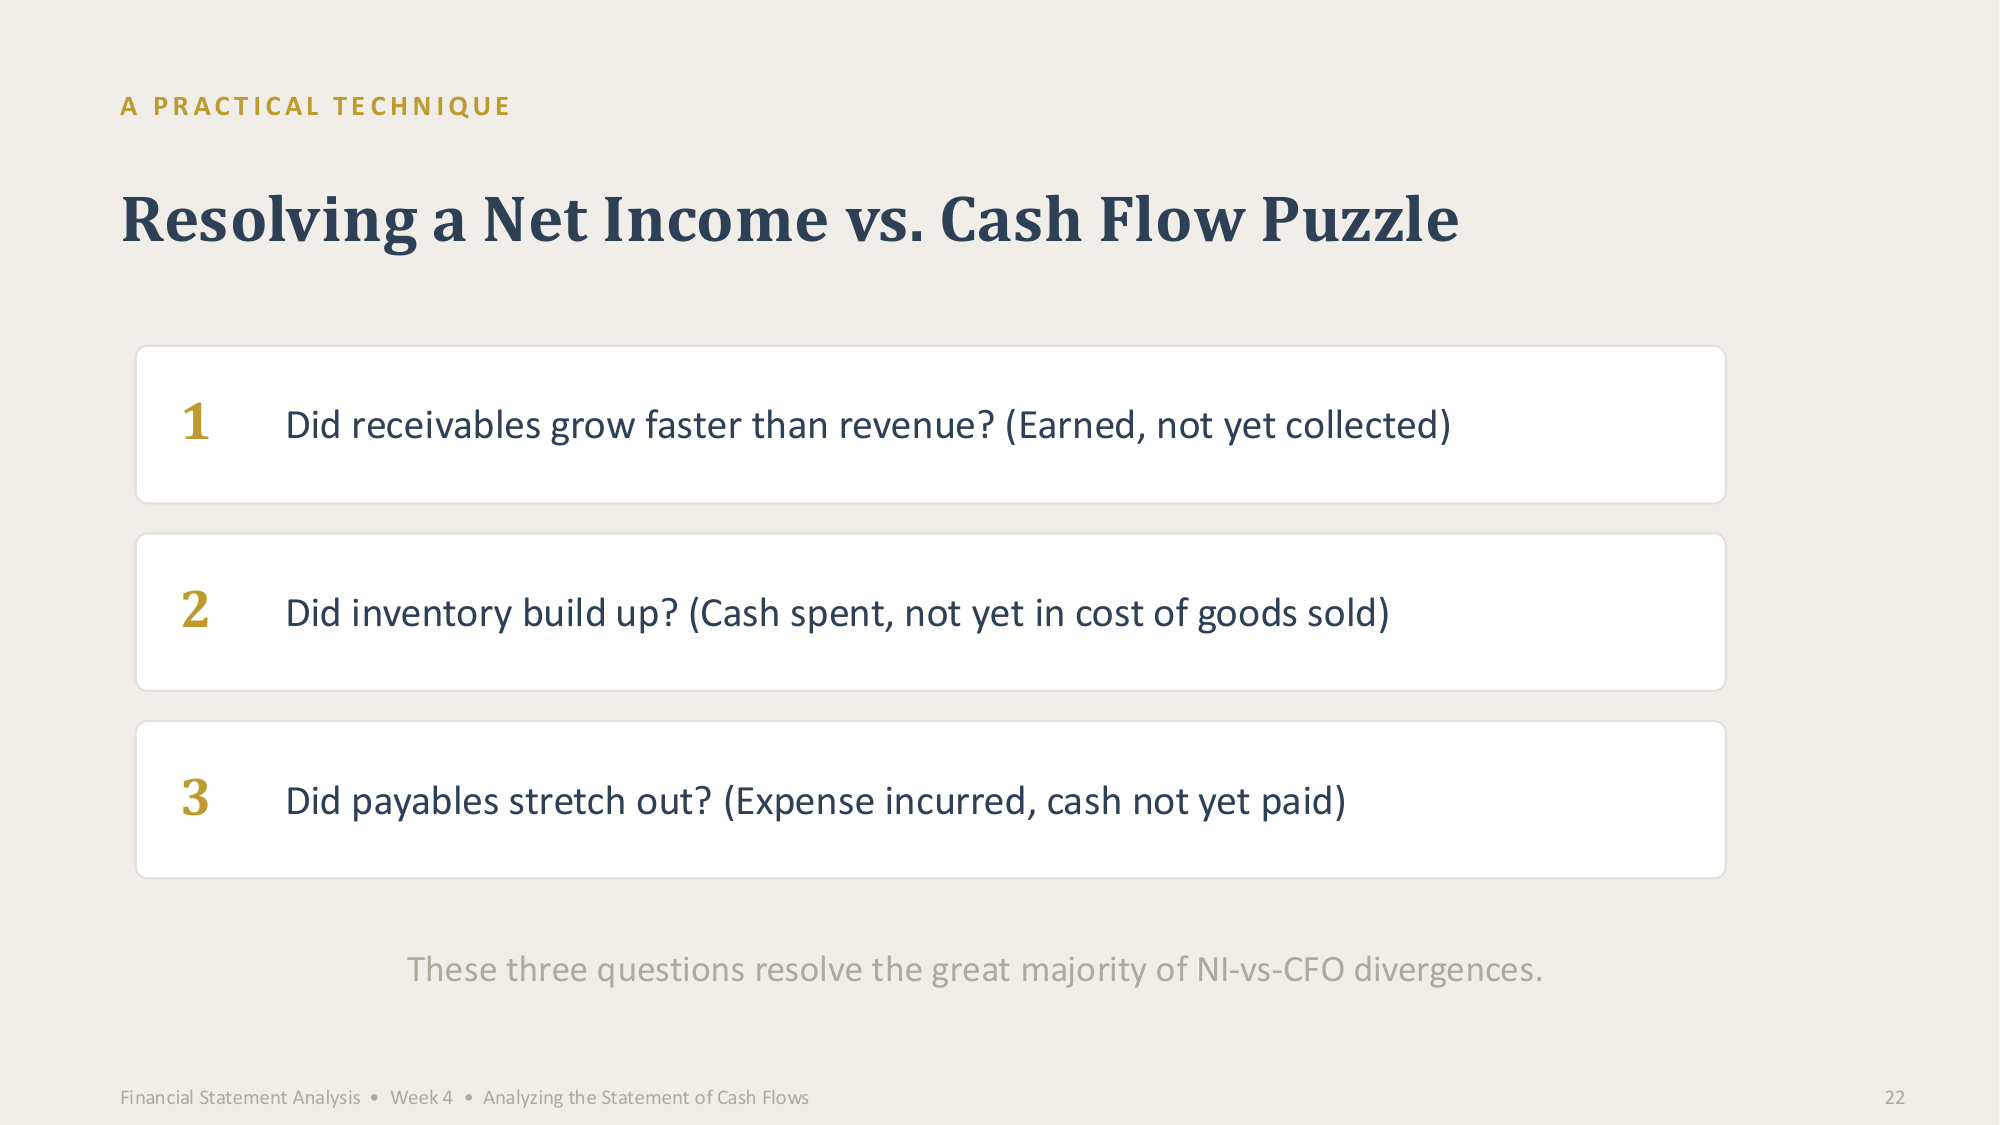 A PRACTICAL TECHNIQUE
Resolving a Net Income vs. Cash Flow Puzzle
1 Did receivables grow faster than revenue? (Earned, not yet collected)
2 Did inventory build up? (Cash spent, not yet in cost of goods sold)
3 Did payables stretch out? (Expense incurred, cash not yet paid)
These three questions resolve the great majority of NI-vs-CFO divergences.
Financial Statement Analysis • Week 4 • Analyzing the Statement of Cash Flows 22